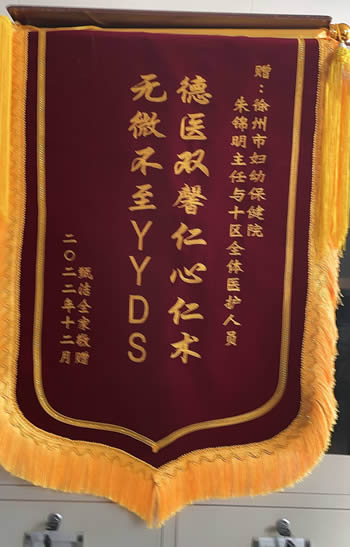 赠：徐州市妇幼保健院
朱锦明主任与十区全体医护人员
德医双馨仁心仁术
无微不至YYDS
甄洁全家敬赠
二〇二二年十二月